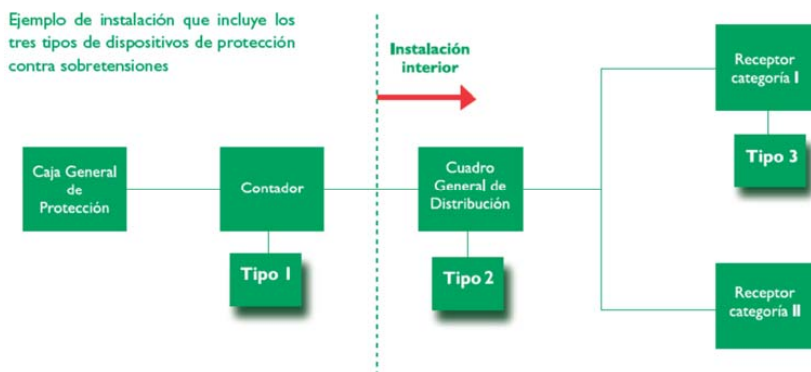 Ejemplo de instalación que incluye los
tres tipos de dispositivos de protección
contra sobretensiones
Instalación
interior
Receptor
categoría I
Tipo 3
Caja General
de
Protección
Contador
Cuadro
General de
Distribución
Tipo 1
Tipo 2
Receptor
categoría II